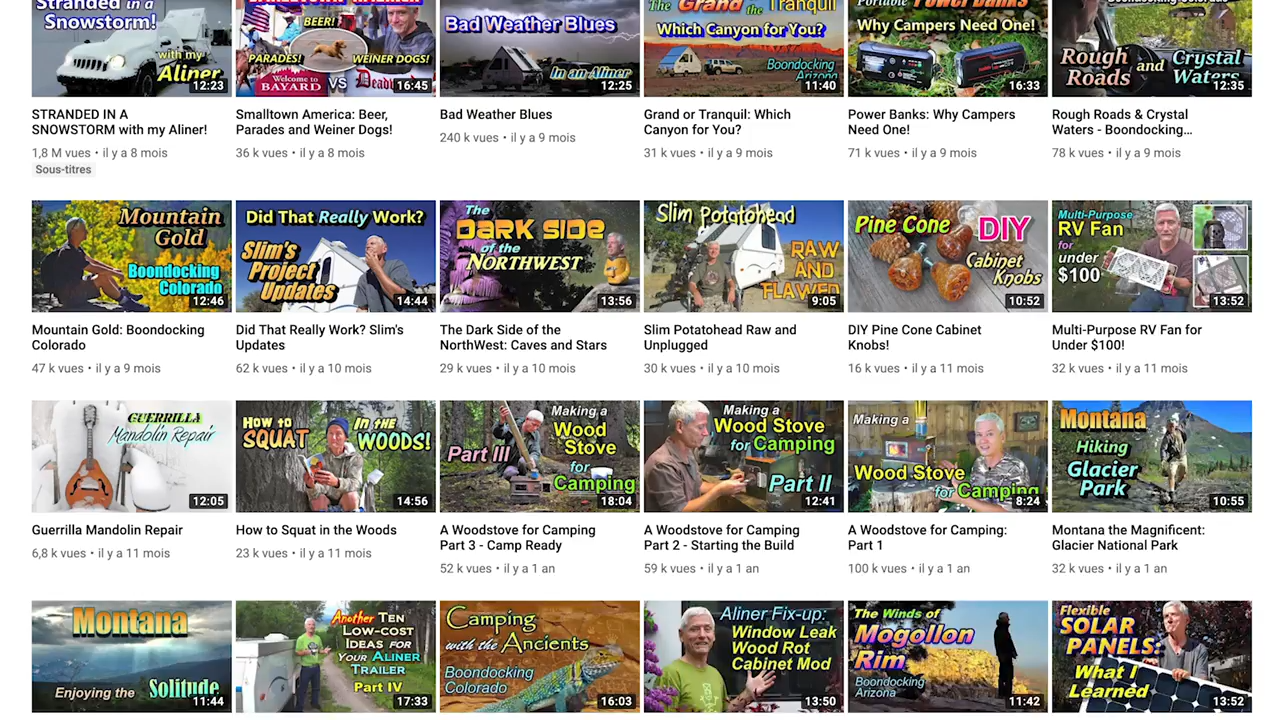 Stranded in a
Snowstorm!
with my
Aliner
12:23
BEER!
PARADES!
WEINER DOGS!
Welcome to
BAYARD
VS
16:45
Bad Weather Blues
In an Aliner
12:25
The Grand or the Tranquil
Which Canyon for You?
Boondocking
Arizona
11:40
Portable Power Banks
Why Campers Need One!
16:33
Boondocking Colorado
Rough Roads and Crystal Waters
12:35
STRANDED IN A
SNOWSTORM with my Aliner!
1,8 M vues • il y a 8 mois
Sous-titres
Smalltown America: Beer,
Parades and Weiner Dogs!
36 k vues • il y a 8 mois
Bad Weather Blues
240 k vues • il y a 9 mois
Grand or Tranquil: Which
Canyon for You?
31 k vues • il y a 9 mois
Power Banks: Why Campers
Need One!
71 k vues • il y a 9 mois
Rough Roads & Crystal
Waters - Boondocking...
78 k vues • il y a 9 mois
Mountain
Gold
Boondocking
Colorado
12:46
Did That Really Work?
Slim's
Project
Updates
14:44
The
DARK SIDE
of the
NORTHWEST
13:56
Slim Potatohead
RAW
AND
FLAWED
9:05
Pine Cone DIY
Cabinet
Knobs
10:52
Multi-Purpose
RV Fan
for
under
$100
13:52
Mountain Gold: Boondocking
Colorado
47 k vues • il y a 9 mois
Did That Really Work? Slim's
Updates
62 k vues • il y a 10 mois
The Dark Side of the
NorthWest: Caves and Stars
29 k vues • il y a 10 mois
Slim Potatohead Raw and
Unplugged
30 k vues • il y a 10 mois
DIY Pine Cone Cabinet
Knobs!
16 k vues • il y a 11 mois
Multi-Purpose RV Fan for
Under $100!
32 k vues • il y a 11 mois
GUERRILLA
Mandolin Repair
12:05
How to
SQUAT
In the
WOODS!
14:56
Making a
Wood
Stove
for
Camping
Part III
18:04
Making a
Wood Stove
for Camping
Part II
12:41
Making a
Wood Stove
for Camping
8:24
Montana
Hiking
Glacier
Park
10:55
Guerrilla Mandolin Repair
6,8 k vues • il y a 11 mois
How to Squat in the Woods
23 k vues • il y a 11 mois
A Woodstove for Camping
Part 3 - Camp Ready
52 k vues • il y a 1 an
A Woodstove for Camping
Part 2 - Starting the Build
59 k vues • il y a 1 an
A Woodstove for Camping:
Part 1
100 k vues • il y a 1 an
Montana the Magnificent:
Glacier National Park
32 k vues • il y a 1 an
Montana
Enjoying the Solitude
11:44
Another Ten
Low-cost
Ideas for
Your Aliner
Trailer
Part IV
17:33
Camping
with the Ancients
Boondocking
Colorado
16:03
Aliner Fix-up:
Window Leak
Wood Rot
Cabinet Mod
13:50
The Winds of
Mogollon
Rim
Boondocking
Arizona
11:42
Flexible
SOLAR
PANELS:
What I
Learned
13:52